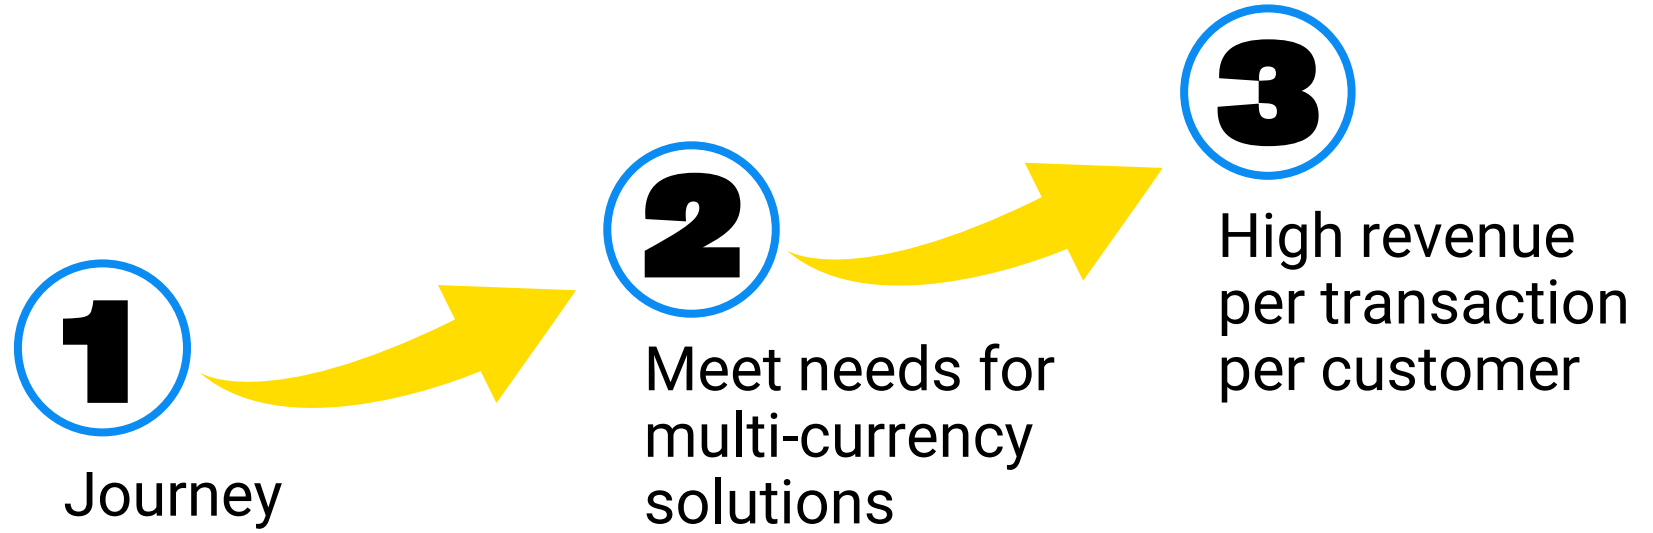 1
Journey
2
Meet needs for
multi-currency
solutions
3
High revenue
per transaction
per customer